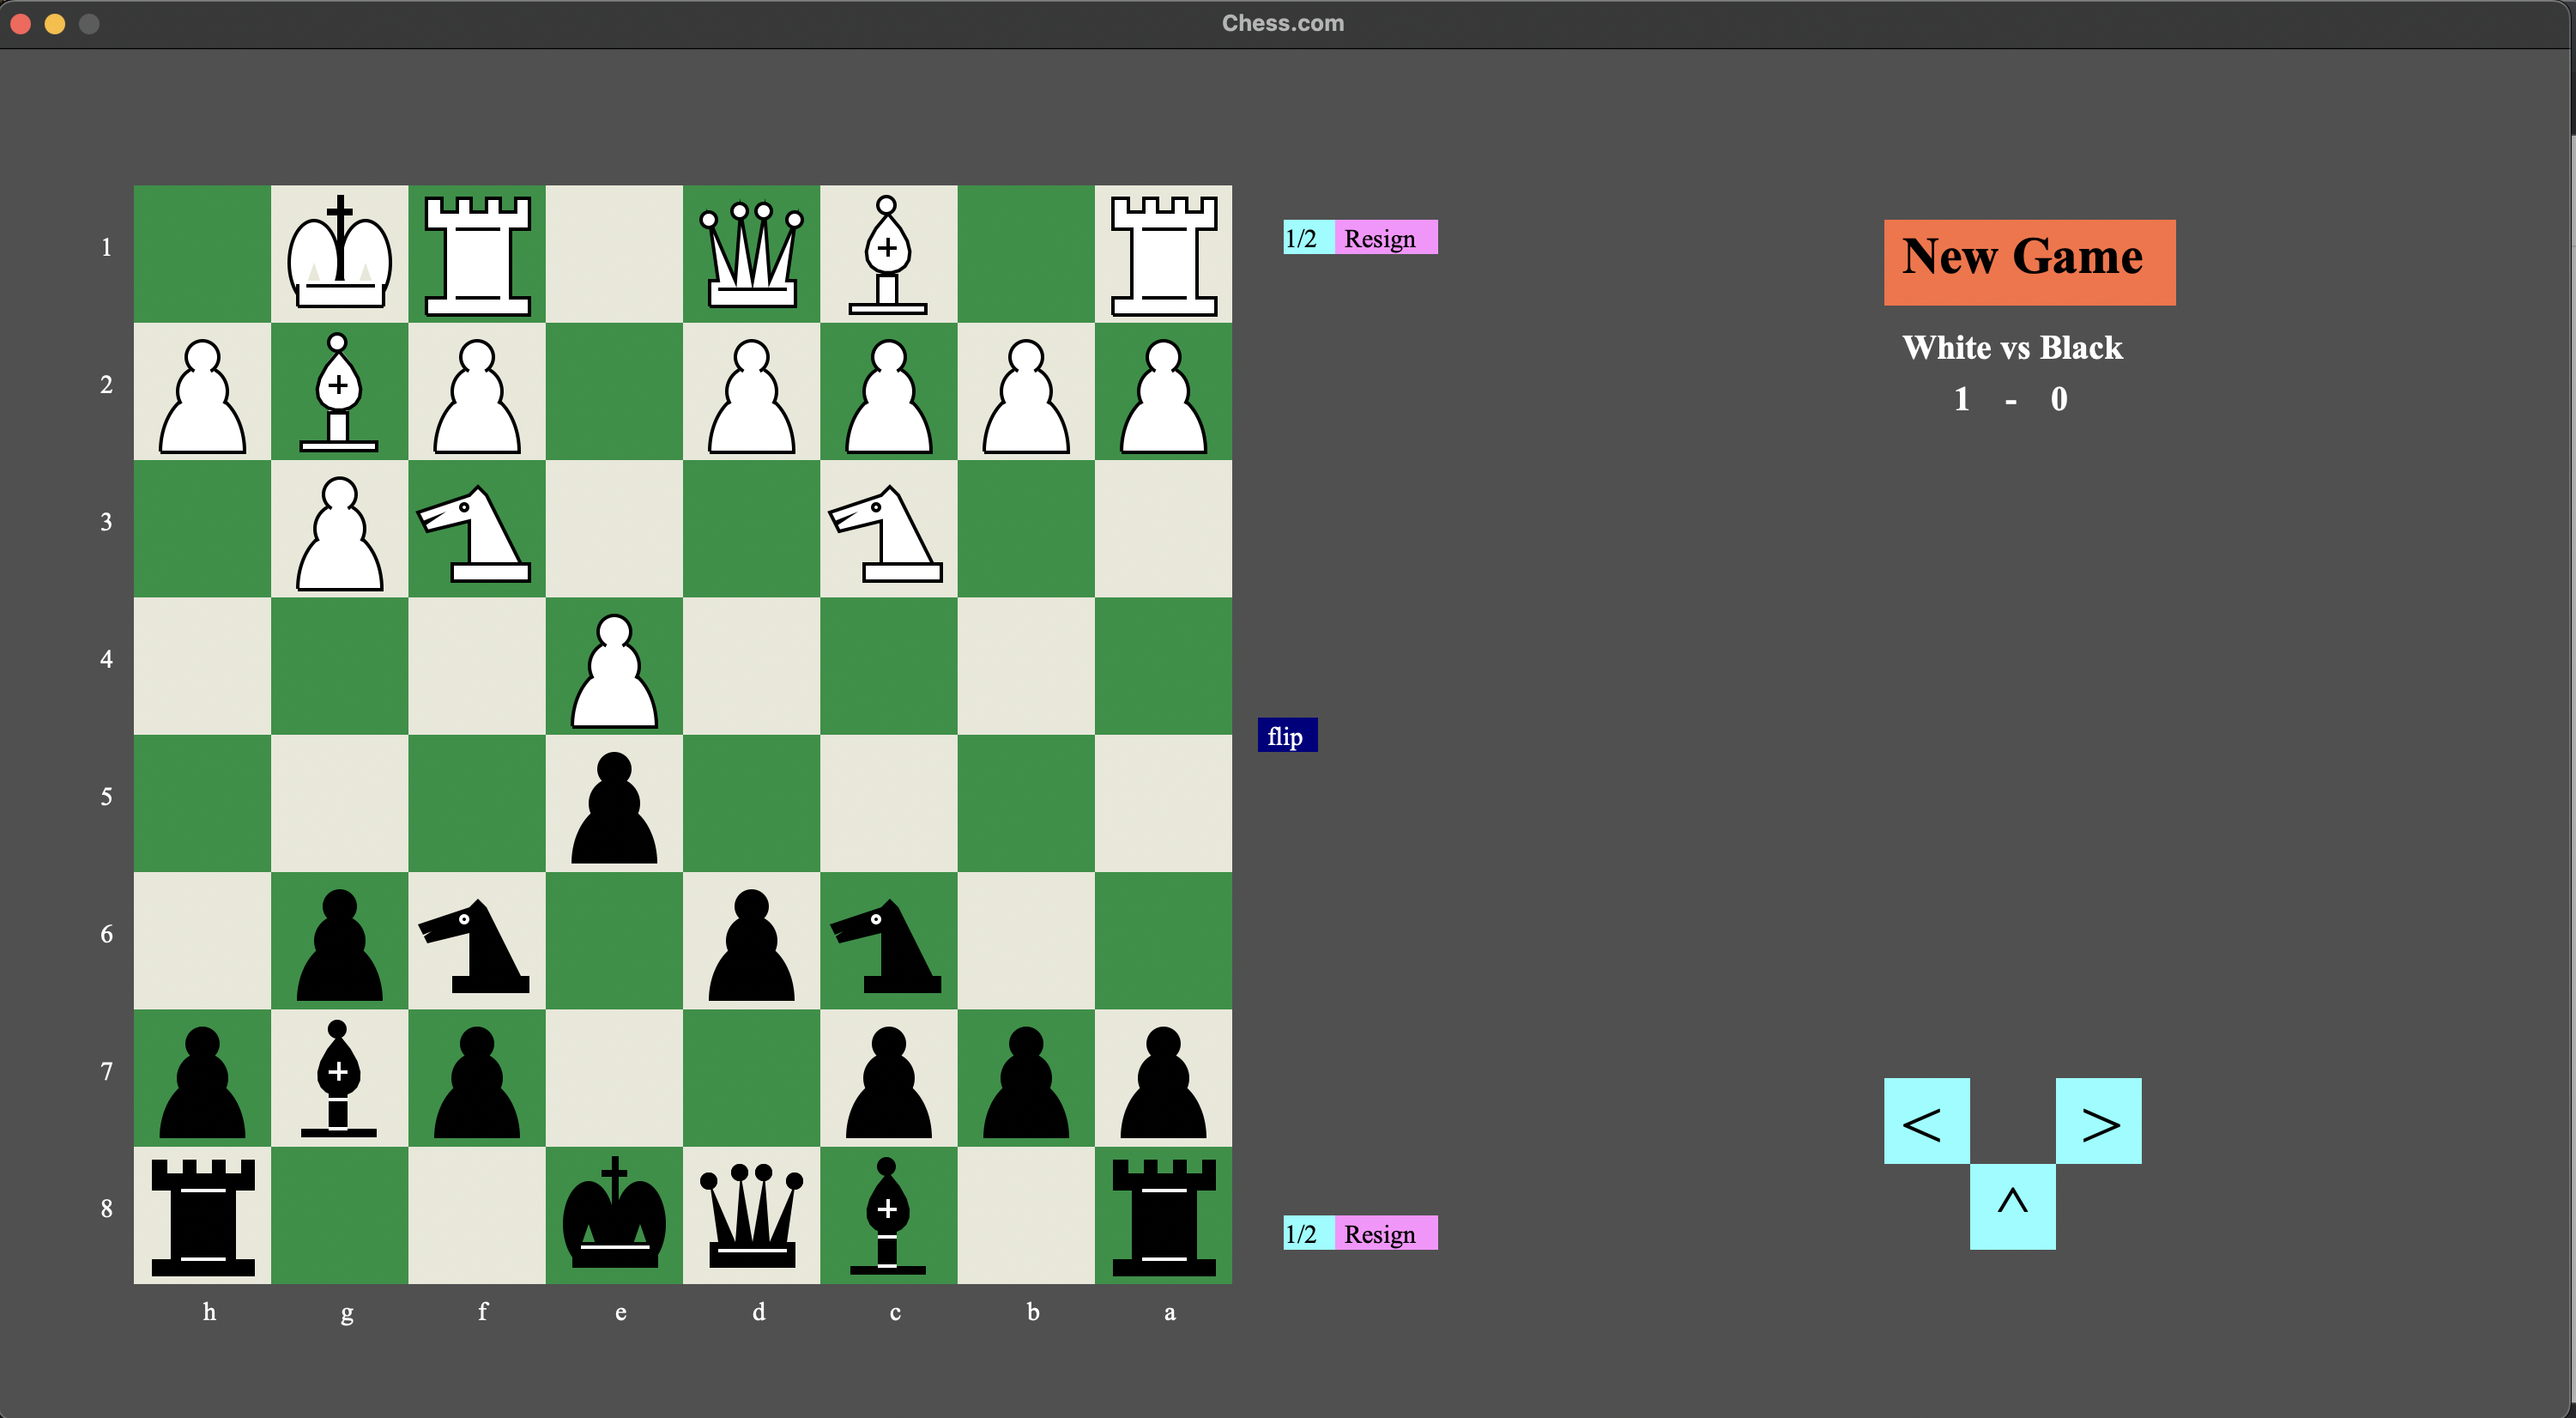 Chess.com
1
1/2 Resign
New Game
2
White vs Black
1 - 0
3
4
flip
5
6
7
< >
^
8
1/2 Resign
h g f e d c b a